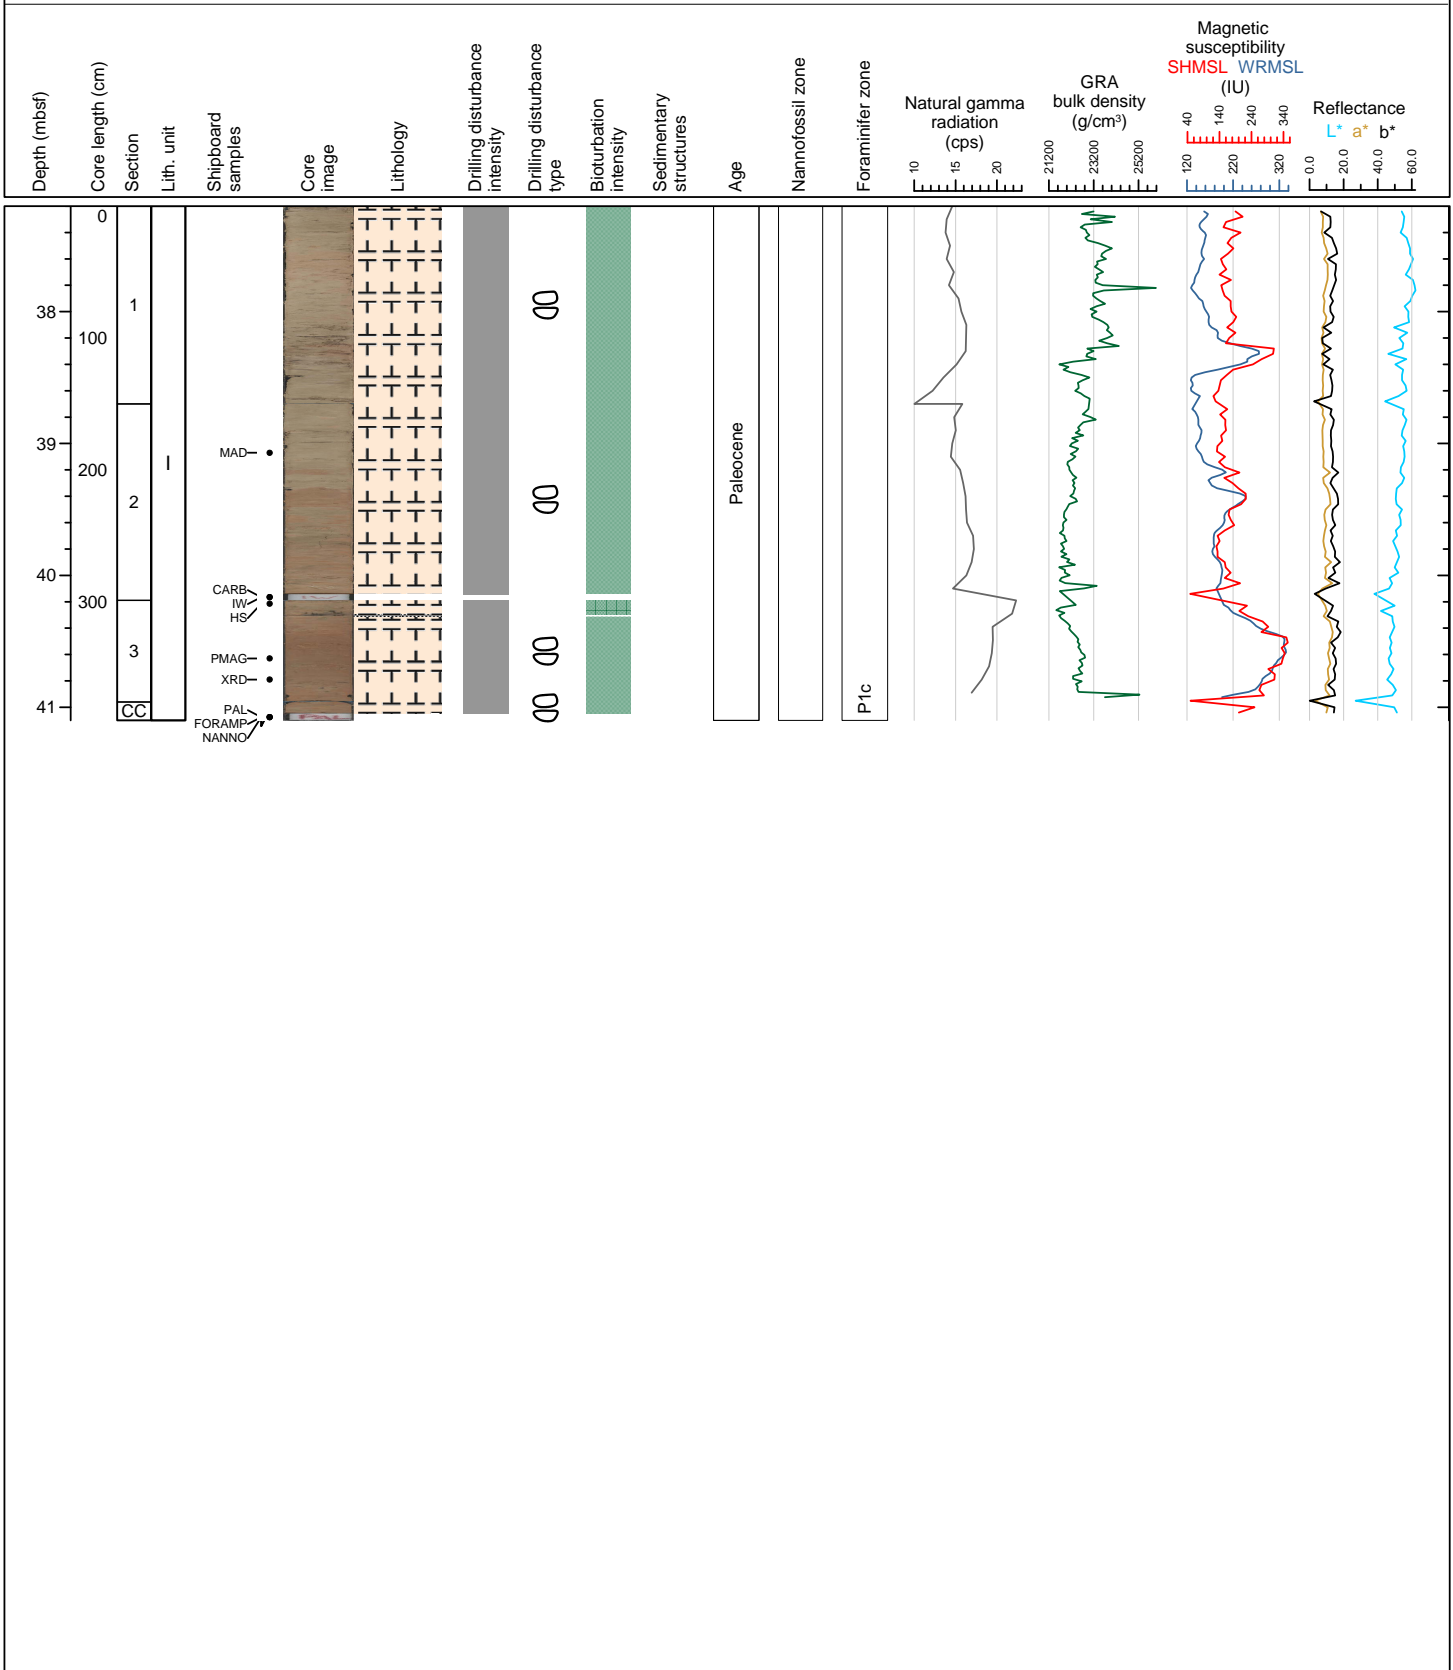 Depth (mbsf)
Core length (cm)
Section
Lith. unit
Shipboard
samples
Core
image
Lithology
Drilling disturbance
intensity
Drilling disturbance
type
Bioturbation
intensity
Sedimentary
structures
Age
Nannofossil zone
Foraminifer zone
Natural gamma
radiation
(cps)
10 15 20
GRA
bulk density
(g/cm³)
21200 23200 25200
Magnetic
susceptibility
SHMSL WRMSL
(IU)
40 140 240 340
120 220 320
Reflectance
L* a* b*
0.0 20.0 40.0 60.0
0
100
200
300
38
39
40
41
1
2
3
CC
I
MAD
CARB
IW
HS
PMAG
XRD
PAL
FORAMP
NANNO
PAL
Paleocene
P1c